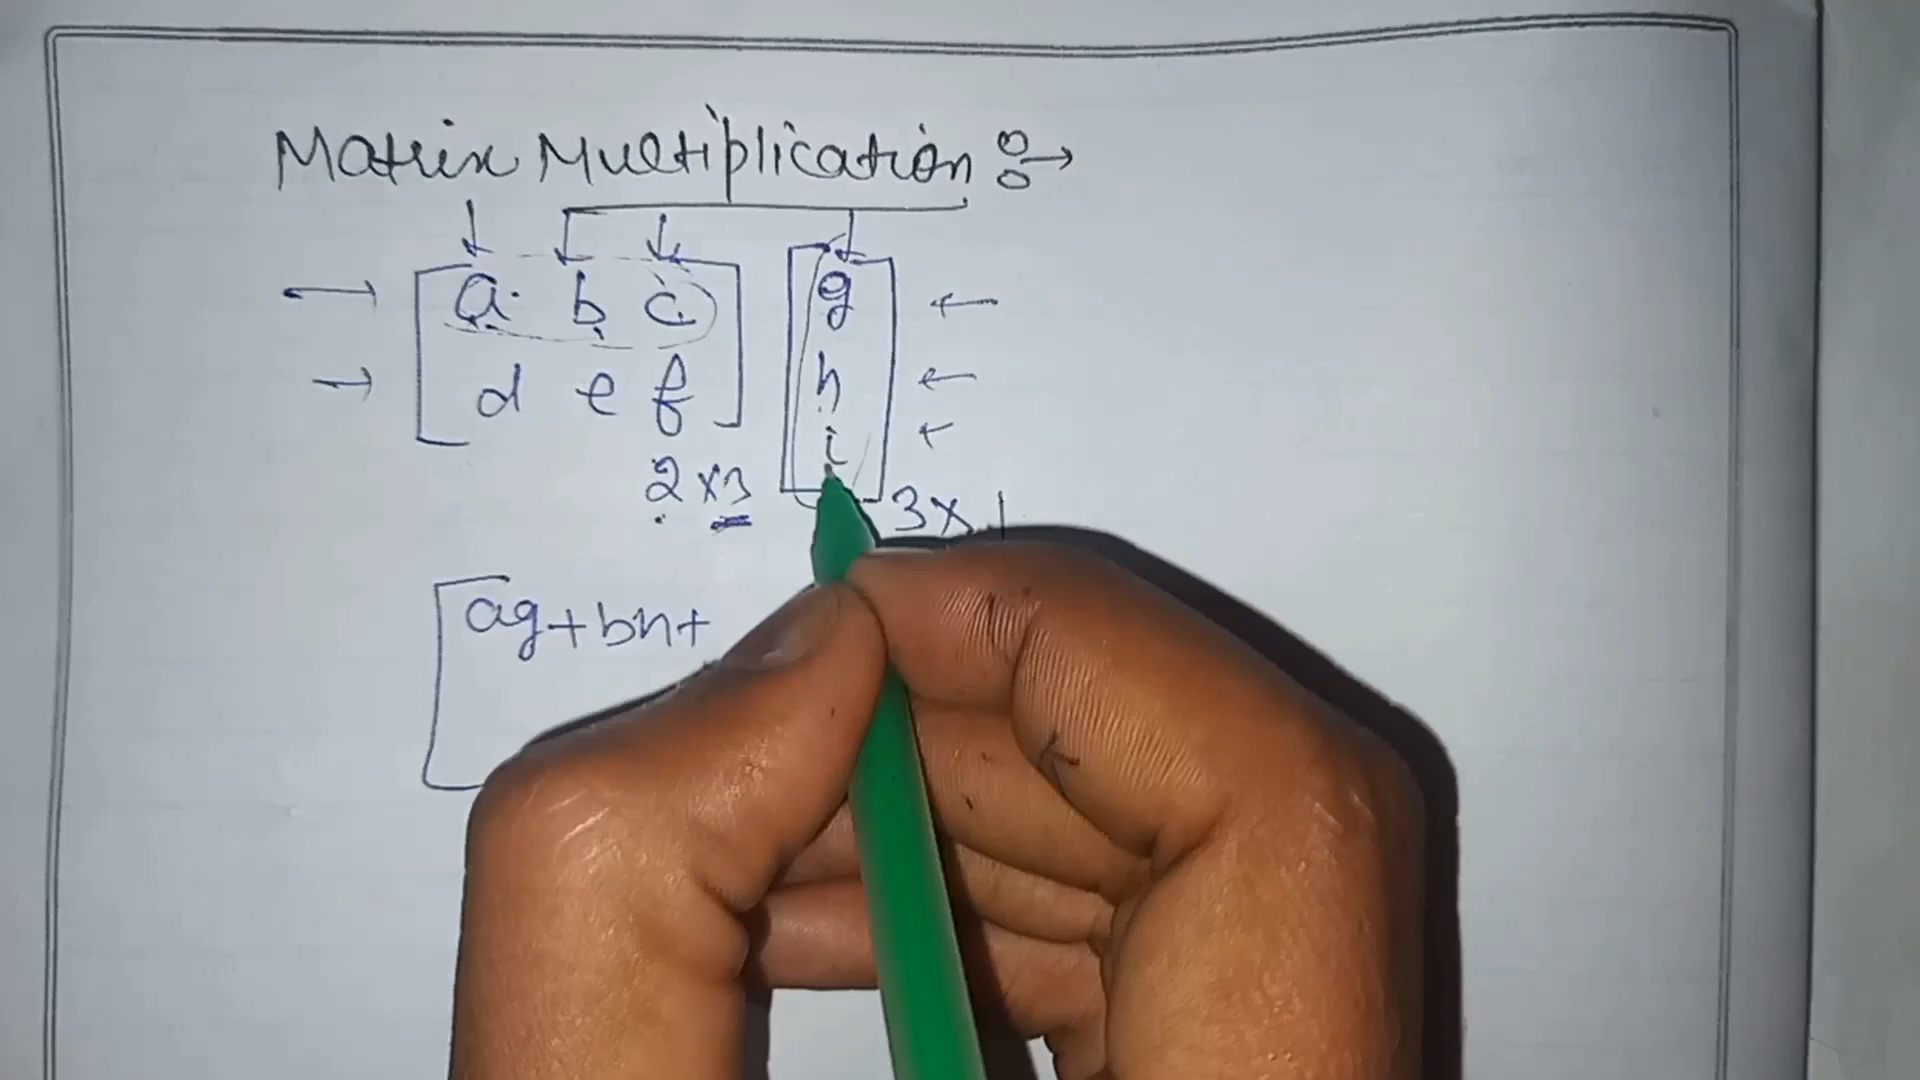 Matrix Multiplication :→
a b c g
d e f h
i
2 x 3 3 x 1
ag + bh +